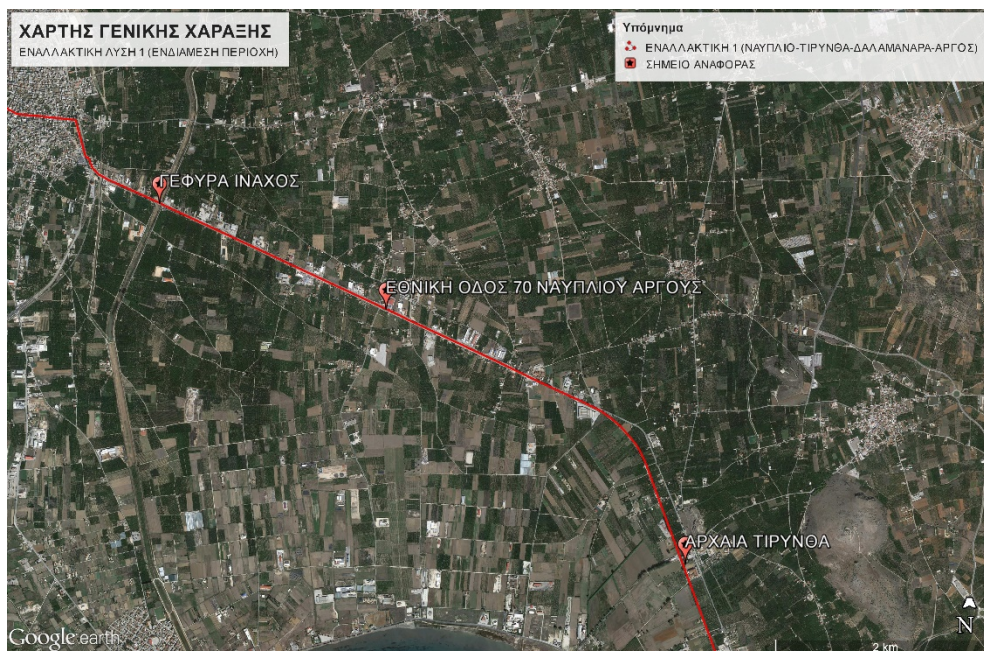 ΧΑΡΤΗΣ ΓΕΝΙΚΗΣ ΧΑΡΑΞΗΣ
ΕΝΑΛΛΑΚΤΙΚΗ ΛΥΣΗ 1 (ΕΝΔΙΑΜΕΣΗ ΠΕΡΙΟΧΗ)
Υπόμνημα
ΕΝΑΛΛΑΚΤΙΚΗ 1 (ΝΑΥΠΛΙΟ-ΤΙΡΥΝΘΑ-ΔΑΛΑΜΑΝΑΡΑ-ΑΡΓΟΣ)
ΣΗΜΕΙΟ ΑΝΑΦΟΡΑΣ
ΓΕΦΥΡΑ ΙΝΑΧΟΣ
ΕΘΝΙΚΗ ΟΔΟΣ 70 ΝΑΥΠΛΙΟΥ ΑΡΓΟΥΣ
ΑΡΧΑΙΑ ΤΙΡΥΝΘΑ
Google earth
N
2 km